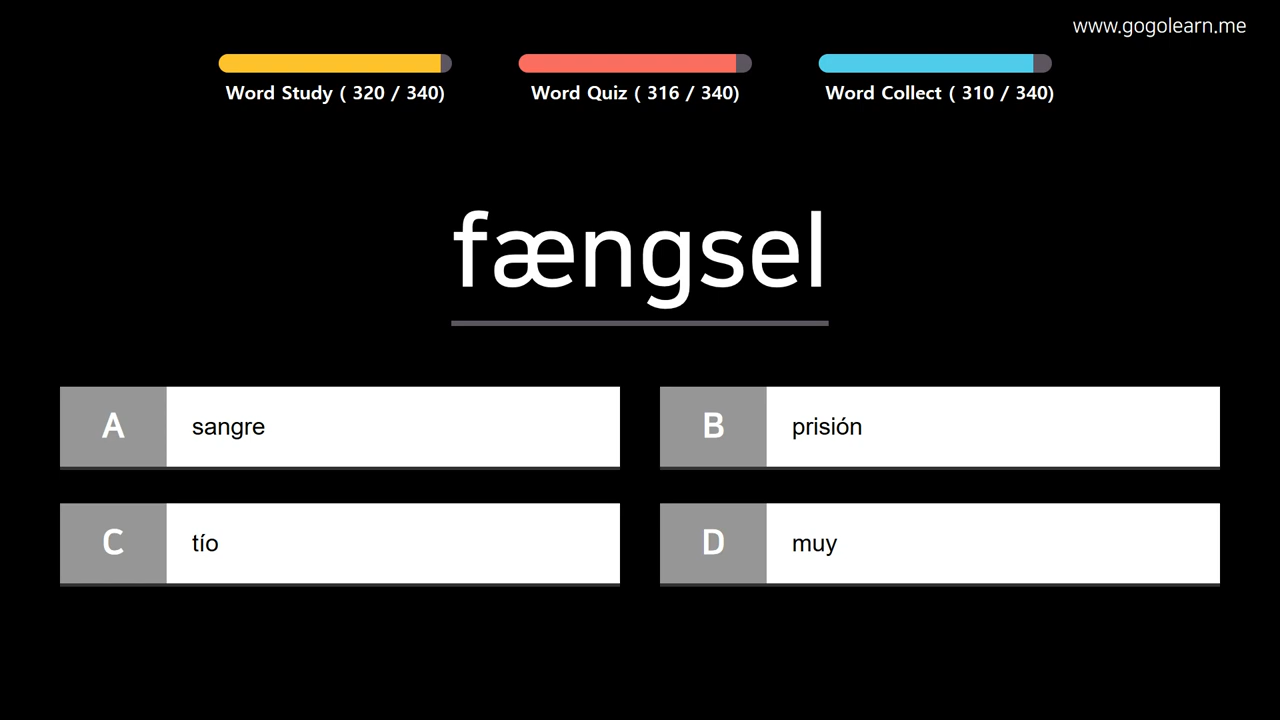 www.gogolearn.me
Word Study ( 320 / 340)
Word Quiz ( 316 / 340)
Word Collect ( 310 / 340)
fængsel
A sangre
B prisión
C tío
D muy